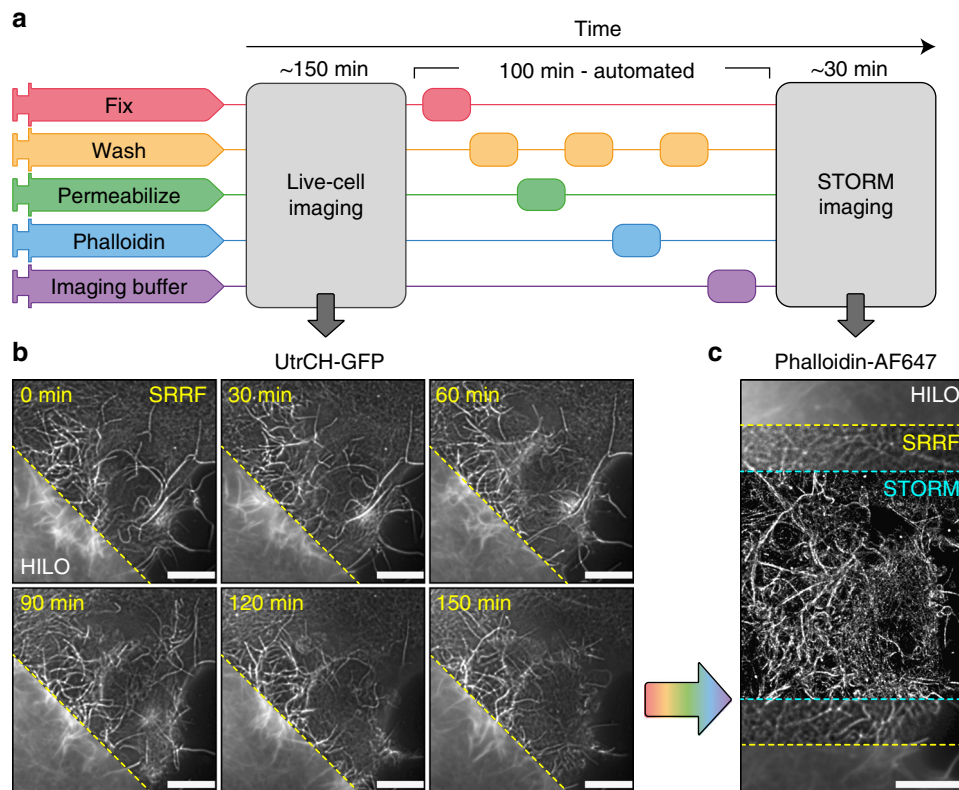 a
Time
~150 min
100 min - automated
~30 min
Fix
Wash
Permeabilize
Phalloidin
Imaging buffer
Live-cell
imaging
STORM
imaging
b
UtrCH-GFP
0 min
SRRF
30 min
60 min
HILO
90 min
120 min
150 min
c
Phalloidin-AF647
HILO
SRRF
STORM